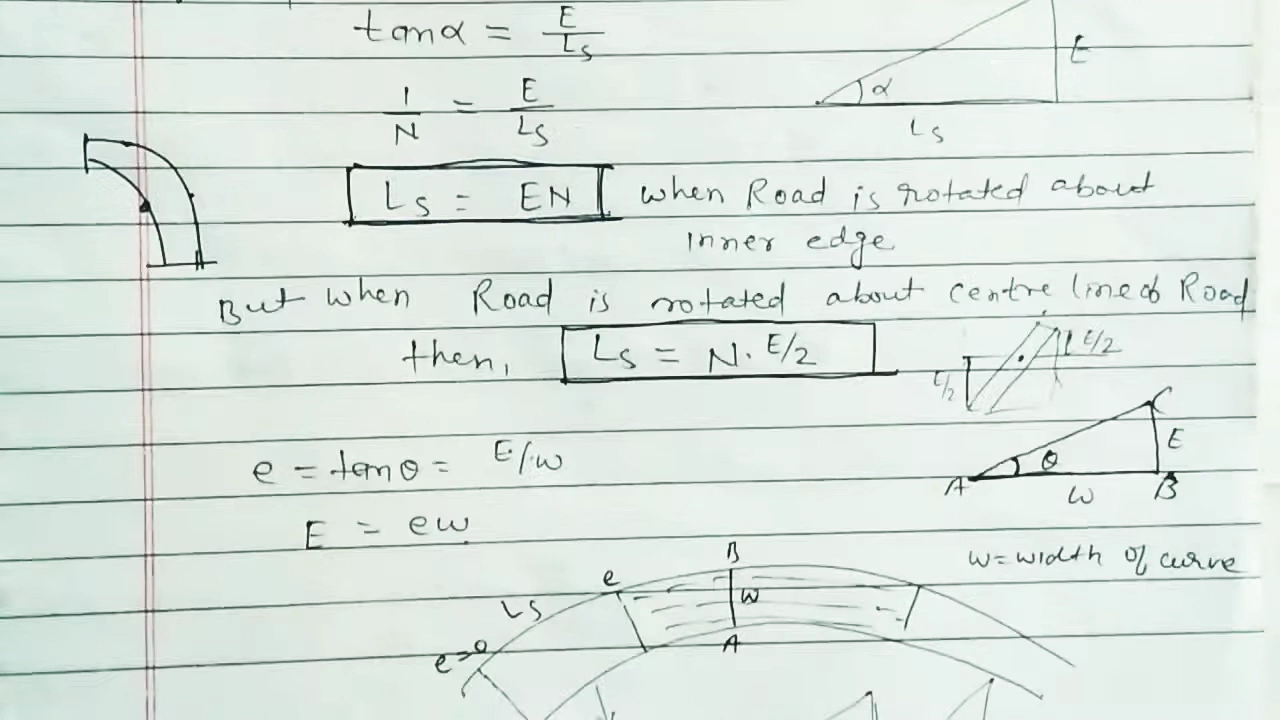 tanα = E/Ls
E
α
Ls
1/N = E/Ls
Ls = EN when Road is rotated about
inner edge
But when Road is rotated about centre line of Road
then, Ls = N. E/2
E/2
E/2
C
E
θ
A
w
B
e = tanθ = E/w
E = ew
w=width of curve
B
e
Ls
w
e=0
A